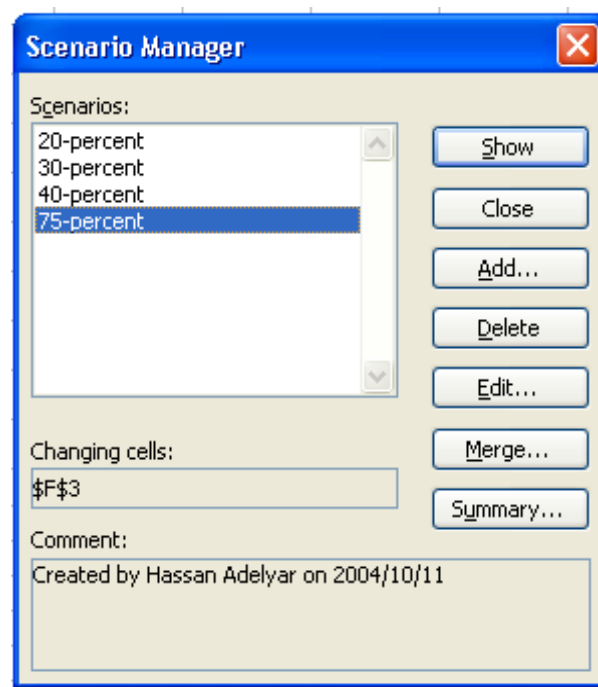 Scenario Manager
Scenarios:
20-percent
30-percent
40-percent
75-percent
Show
Close
Add...
Delete
Edit...
Merge...
Summary...
Changing cells:
$F$3
Comment:
Created by Hassan Adelyar on 2004/10/11